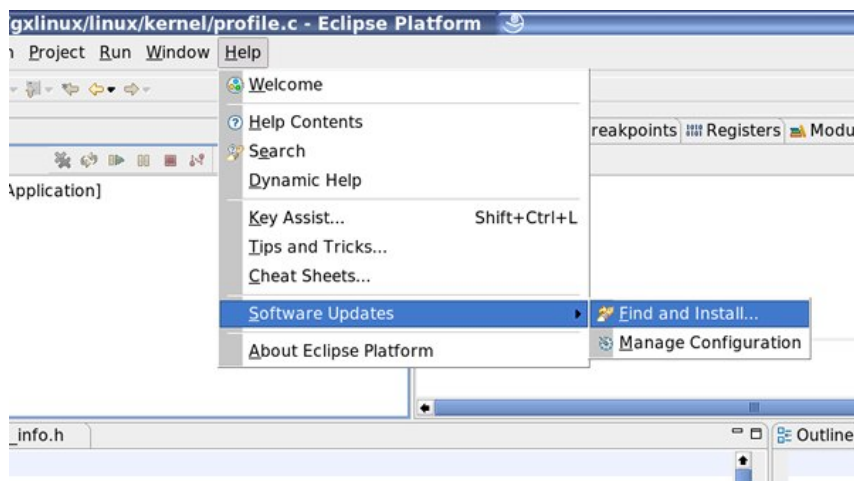 gxlinux/linux/kernel/profile.c - Eclipse Platform
Project Run Window Help
Welcome
Help Contents
reakpoints Registers Modu
Search
Dynamic Help
Application]
Key Assist... Shift+Ctrl+L
Tips and Tricks...
Cheat Sheets...
Software Updates Find and Install...
Manage Configuration
About Eclipse Platform
_info.h Outline